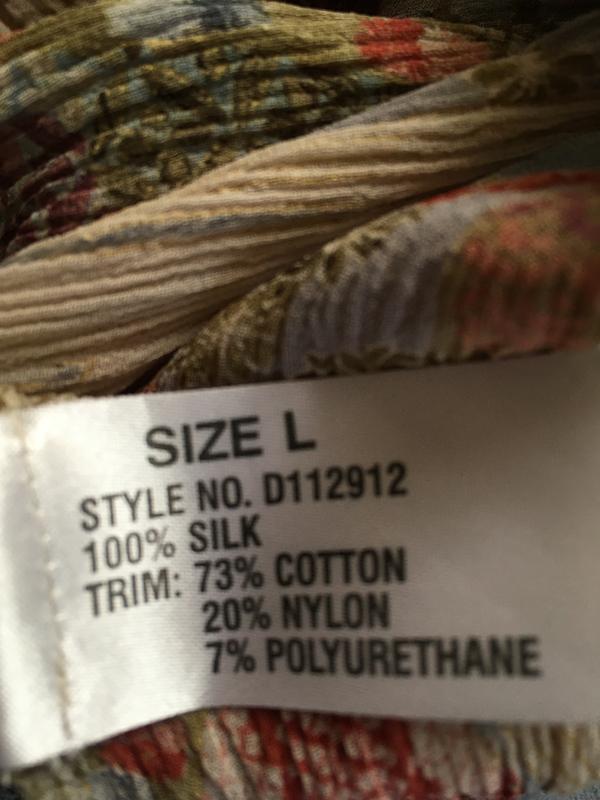 SIZE L
STYLE NO. D112912
100% SILK
TRIM: 73% COTTON
20% NYLON
7% POLYURETHANE